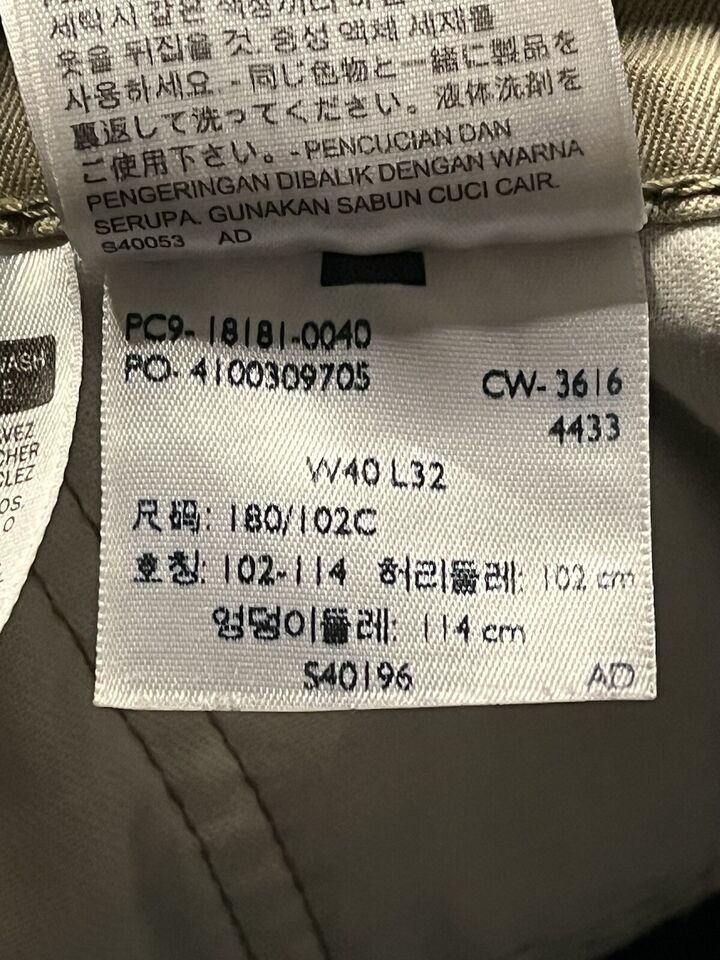 세탁 시 같은 색상끼리
옷을 뒤집을 것. 중성 액체 세제를
사용하세요. - 同じ色物と一緒に製品を
裏返して洗ってください。液体洗剤を
ご使用下さい。- PENCUCIAN DAN
PENGERINGAN DIBALIK DENGAN WARNA
SERUPA. GUNAKAN SABUN CUCI CAIR.
S40053 AD
PC9- 18181-0040
PO- 4100309705 CW- 3616
4433
W40 L32
尺码: 180/102C
호칭: 102-114 허리둘레: 102 cm
엉덩이둘레: 114 cm
S40196 AD
WASH
VEZ
CHER
CLEZ
OS
O